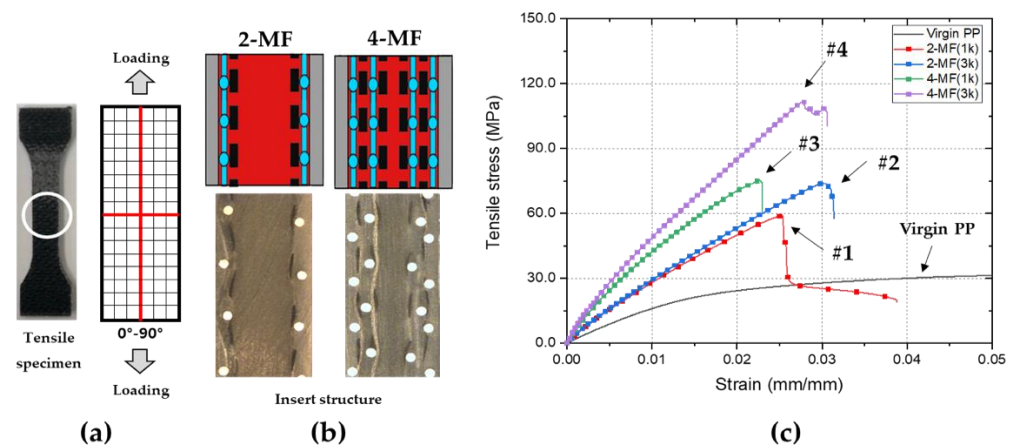 Loading
0°-90°
Loading
Tensile
specimen
(a)
2-MF
4-MF
Insert structure
(b)
150.0
120.0
90.0
60.0
30.0
0.0
Tensile stress (MPa)
0.00
0.01
0.02
0.03
0.04
0.05
Strain (mm/mm)
Virgin PP
2-MF(1k)
2-MF(3k)
4-MF(1k)
4-MF(3k)
#4
#3
#2
#1
Virgin PP
(c)